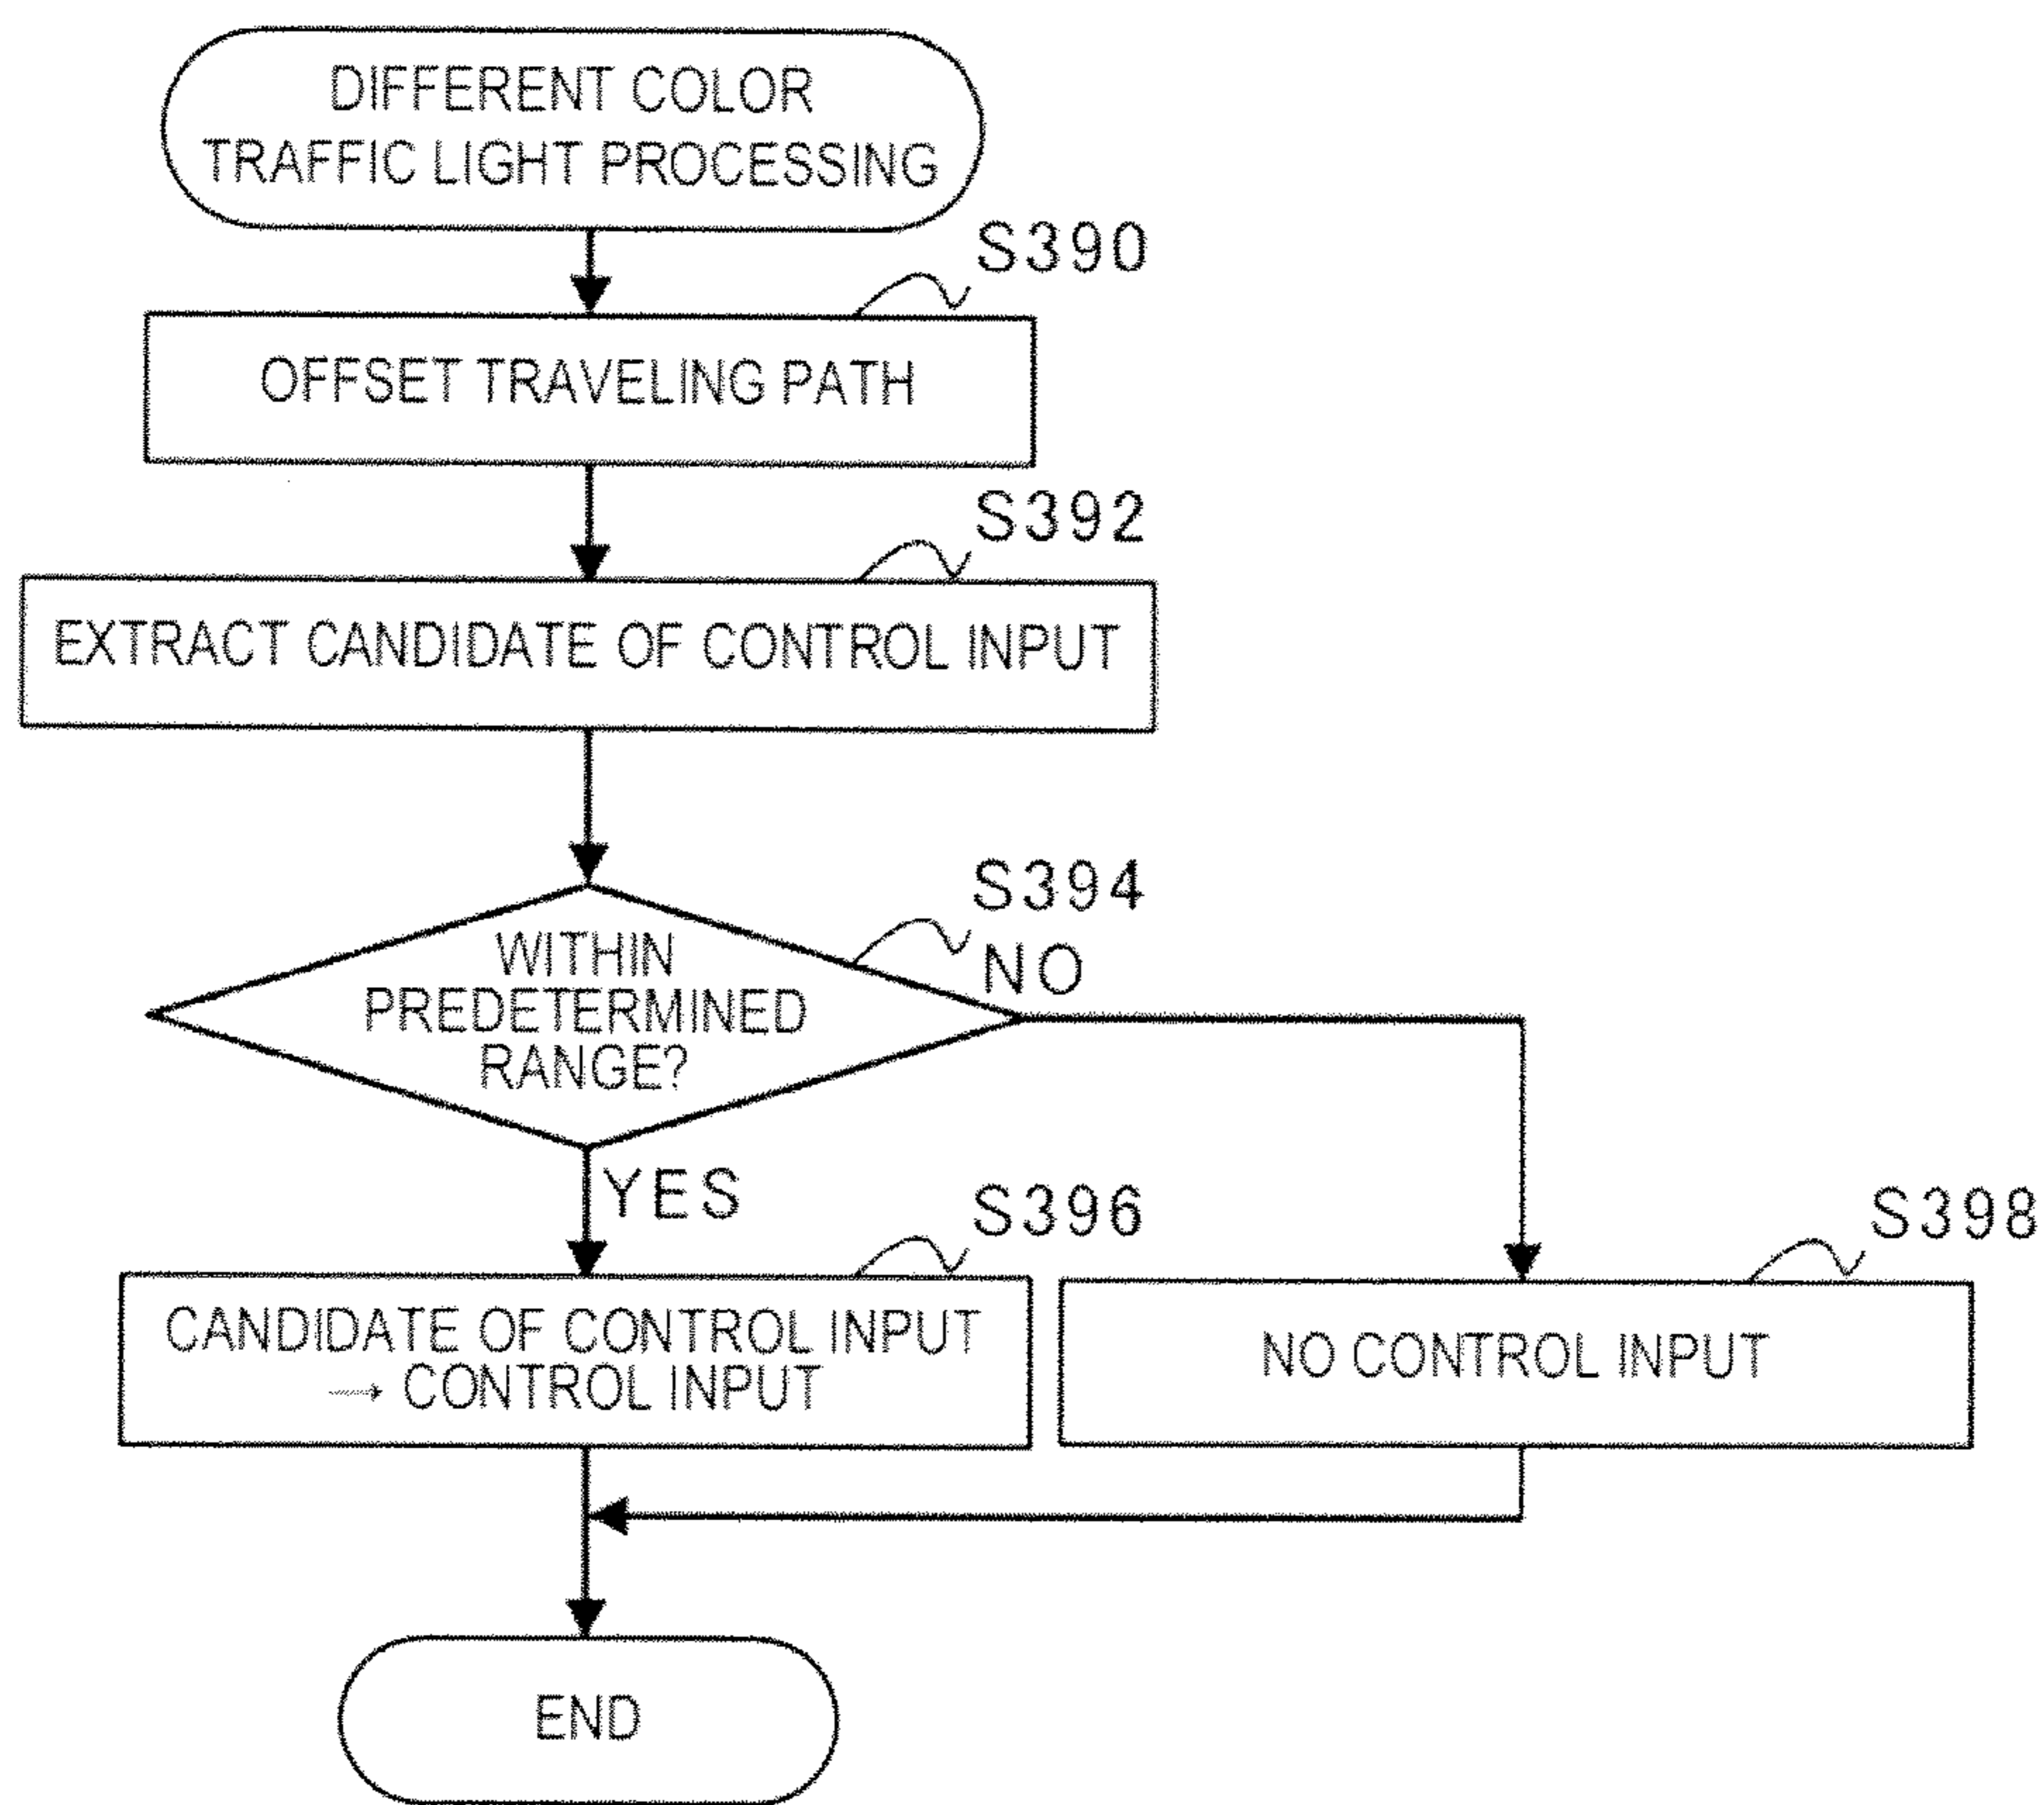 DIFFERENT COLOR
TRAFFIC LIGHT PROCESSING
S390
OFFSET TRAVELING PATH
S392
EXTRACT CANDIDATE OF CONTROL INPUT
S394
WITHIN
PREDETERMINED
RANGE?
NO
YES
S396
CANDIDATE OF CONTROL INPUT
→ CONTROL INPUT
S398
NO CONTROL INPUT
END